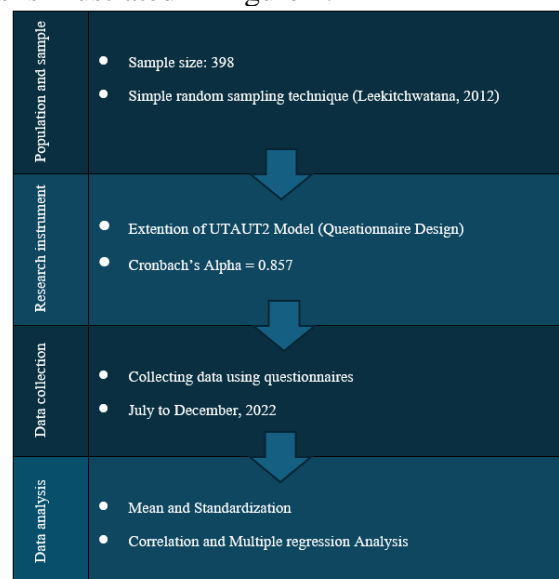 Population and sample
Sample size: 398
Simple random sampling technique (Leekitchwatana, 2012)
Research instrument
Extention of UTAUT2 Model (Queationnaire Design)
Cronbach's Alpha = 0.857
Data collection
Collecting data using questionnaires
July to December, 2022
Data analysis
Mean and Standardization
Correlation and Multiple regression Analysis